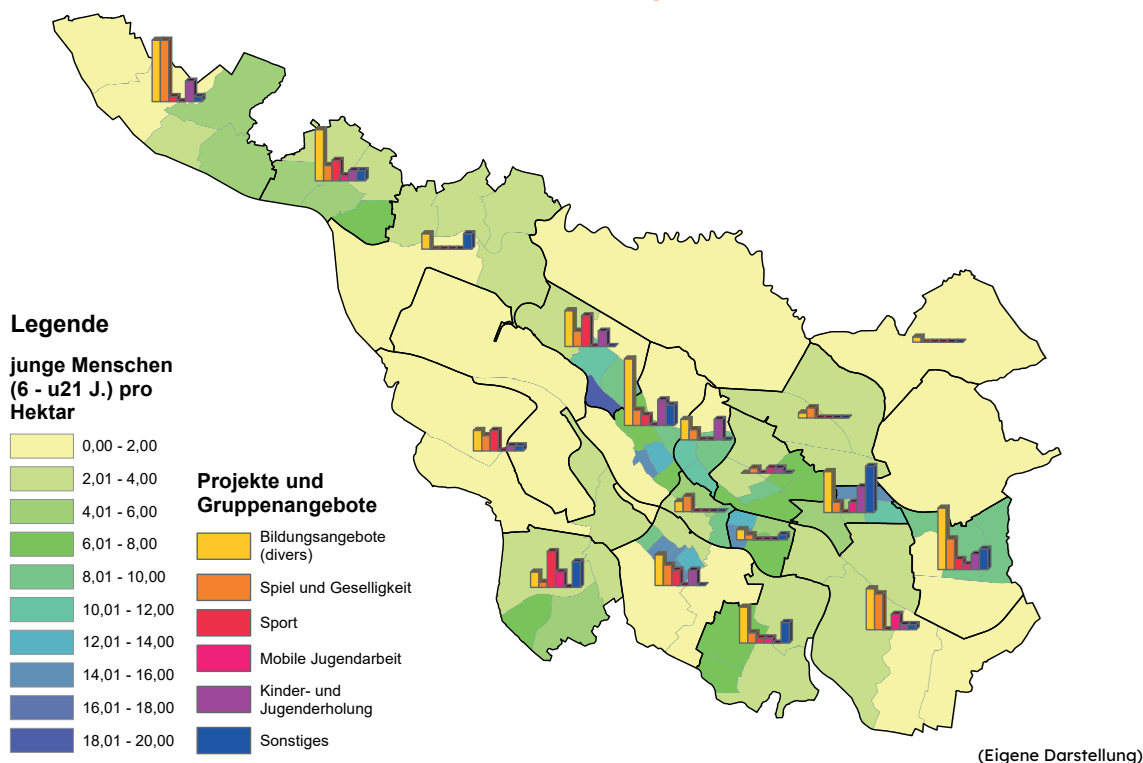 Legende
junge Menschen
(6 - u21 J.) pro
Hektar
0,00 - 2,00
2,01 - 4,00
4,01 - 6,00
6,01 - 8,00
8,01 - 10,00
10,01 - 12,00
12,01 - 14,00
14,01 - 16,00
16,01 - 18,00
18,01 - 20,00
Projekte und
Gruppenangebote
Bildungsangebote
(divers)
Spiel und Geselligkeit
Sport
Mobile Jugendarbeit
Kinder- und
Jugenderholung
Sonstiges
(Eigene Darstellung)